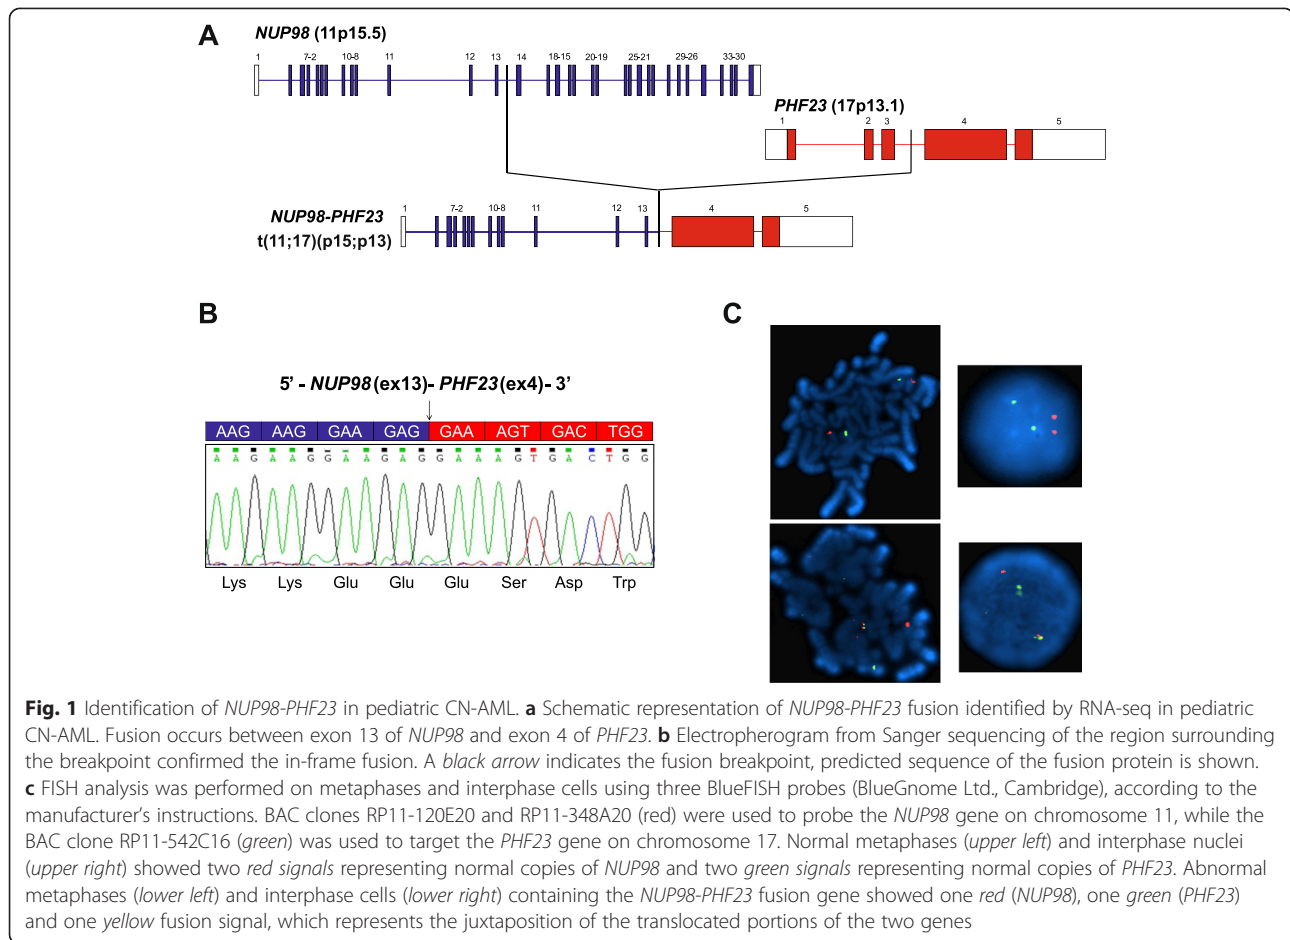 A
NUP98 (11p15.5)
1 7-2 10-8 11 12 13 14 18-15 20-19 25-21 29-26 33-30
PHF23 (17p13.1)
1 2 3 4 5
NUP98-PHF23
t(11;17)(p15;p13)
1 7-2 10-8 11 12 13 4 5
B
5’ - NUP98(ex13)- PHF23(ex4)- 3’
AAG AAG GAA GAG GAA AGT GAC TGG
A A G A A G G A A G A G G A A A G T G A C T G G
Lys Lys Glu Glu Glu Ser Asp Trp
C
Fig. 1 Identification of NUP98-PHF23 in pediatric CN-AML. a Schematic representation of NUP98-PHF23 fusion identified by RNA-seq in pediatric
CN-AML. Fusion occurs between exon 13 of NUP98 and exon 4 of PHF23. b Electropherogram from Sanger sequencing of the region surrounding
the breakpoint confirmed the in-frame fusion. A black arrow indicates the fusion breakpoint, predicted sequence of the fusion protein is shown.
c FISH analysis was performed on metaphases and interphase cells using three BlueFISH probes (BlueGnome Ltd., Cambridge), according to the
manufacturer’s instructions. BAC clones RP11-120E20 and RP11-348A20 (red) were used to probe the NUP98 gene on chromosome 11, while the
BAC clone RP11-542C16 (green) was used to target the PHF23 gene on chromosome 17. Normal metaphases (upper left) and interphase nuclei
(upper right) showed two red signals representing normal copies of NUP98 and two green signals representing normal copies of PHF23. Abnormal
metaphases (lower left) and interphase cells (lower right) containing the NUP98-PHF23 fusion gene showed one red (NUP98), one green (PHF23)
and one yellow fusion signal, which represents the juxtaposition of the translocated portions of the two genes